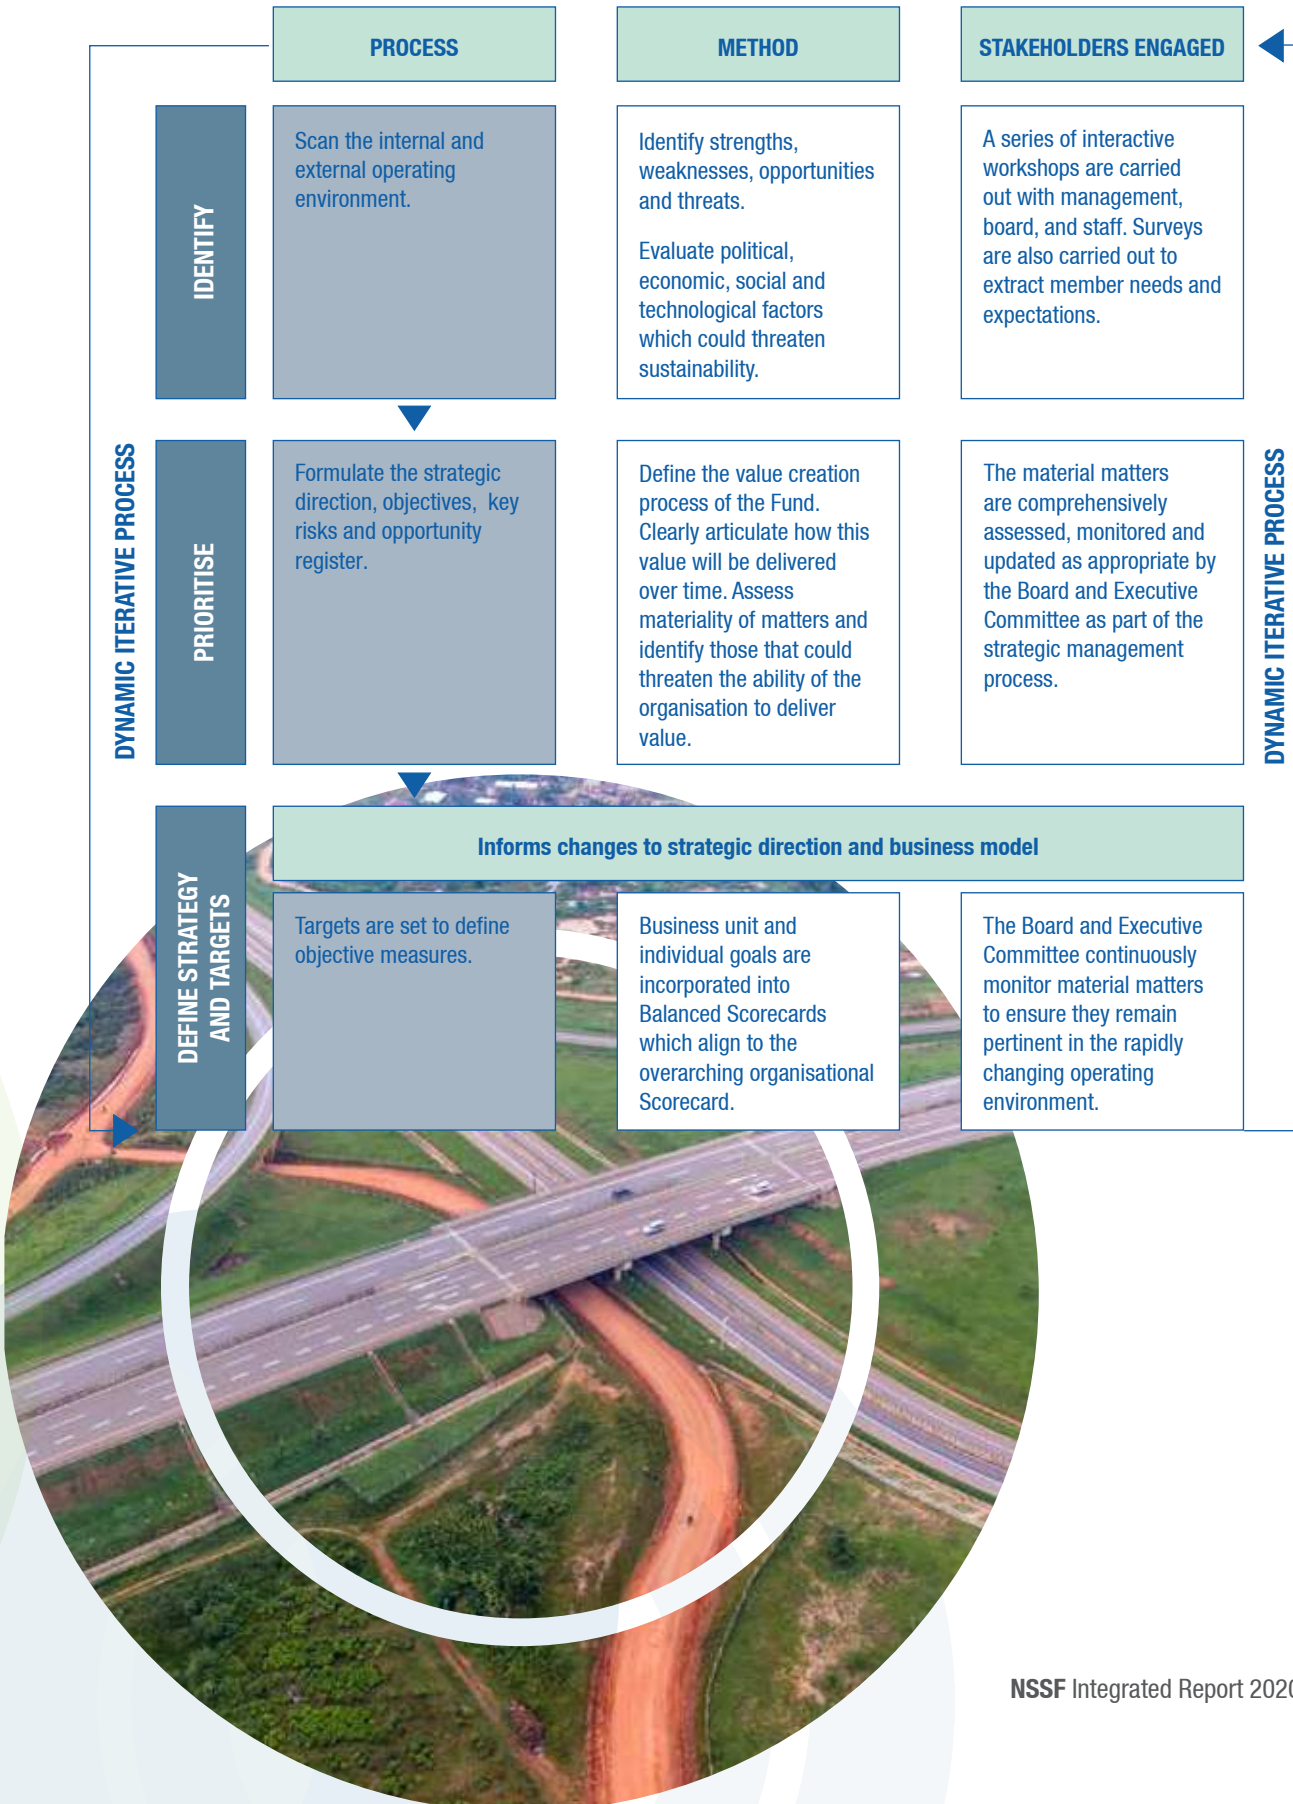 PROCESS
METHOD
STAKEHOLDERS ENGAGED
DYNAMIC ITERATIVE PROCESS
IDENTIFY
Scan the internal and
external operating
environment.
Identify strengths,
weaknesses, opportunities
and threats.
Evaluate political,
economic, social and
technological factors
which could threaten
sustainability.
A series of interactive
workshops are carried
out with management,
board, and staff. Surveys
are also carried out to
extract member needs and
expectations.
PRIORITISE
Formulate the strategic
direction, objectives, key
risks and opportunity
register.
Define the value creation
process of the Fund.
Clearly articulate how this
value will be delivered
over time. Assess
materiality of matters and
identify those that could
threaten the ability of the
organisation to deliver
value.
The material matters
are comprehensively
assessed, monitored and
updated as appropriate by
the Board and Executive
Committee as part of the
strategic management
process.
DYNAMIC ITERATIVE PROCESS
DEFINE STRATEGY
AND TARGETS
Informs changes to strategic direction and business model
Targets are set to define
objective measures.
Business unit and
individual goals are
incorporated into
Balanced Scorecards
which align to the
overarching organisational
Scorecard.
The Board and Executive
Committee continuously
monitor material matters
to ensure they remain
pertinent in the rapidly
changing operating
environment.
NSSF Integrated Report 2020